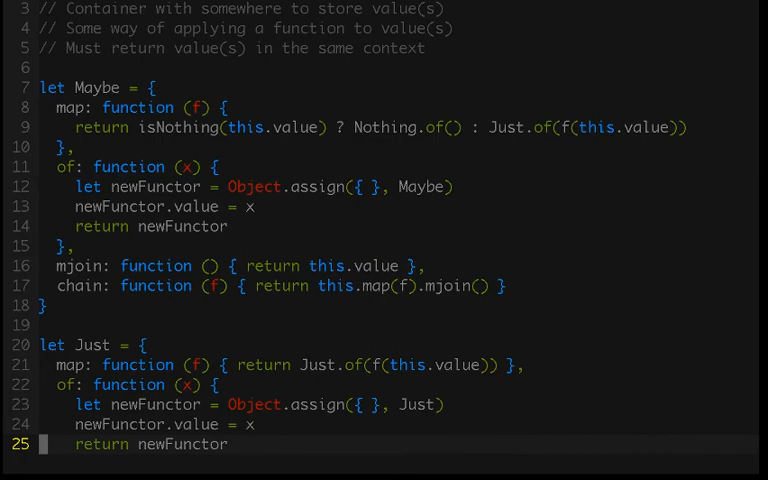 3 // Container with somewhere to store value(s)
4 // Some way of applying a function to value(s)
5 // Must return value(s) in the same context
6
7 let Maybe = {
8   map: function (f) {
9     return isNothing(this.value) ? Nothing.of() : Just.of(f(this.value))
10   },
11   of: function (x) {
12     let newFunctor = Object.assign({ }, Maybe)
13     newFunctor.value = x
14     return newFunctor
15   },
16   mjoin: function () { return this.value },
17   chain: function (f) { return this.map(f).mjoin() }
18 }
19
20 let Just = {
21   map: function (f) { return Just.of(f(this.value)) },
22   of: function (x) {
23     let newFunctor = Object.assign({ }, Just)
24     newFunctor.value = x
25     return newFunctor